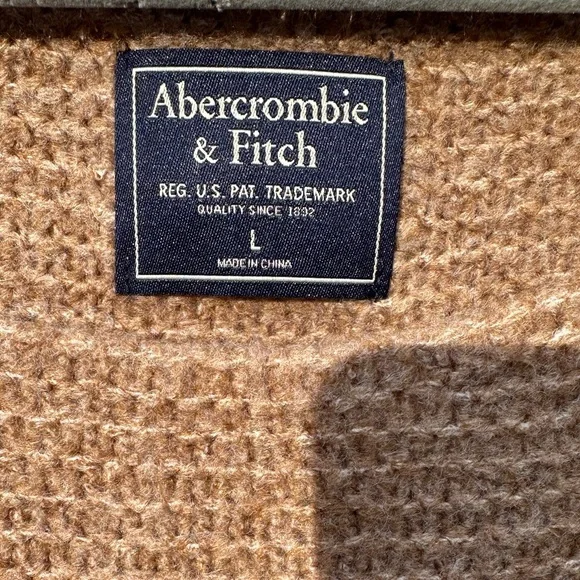 Abercrombie
& Fitch
REG. U.S. PAT. TRADEMARK
QUALITY SINCE 1892
L
MADE IN CHINA